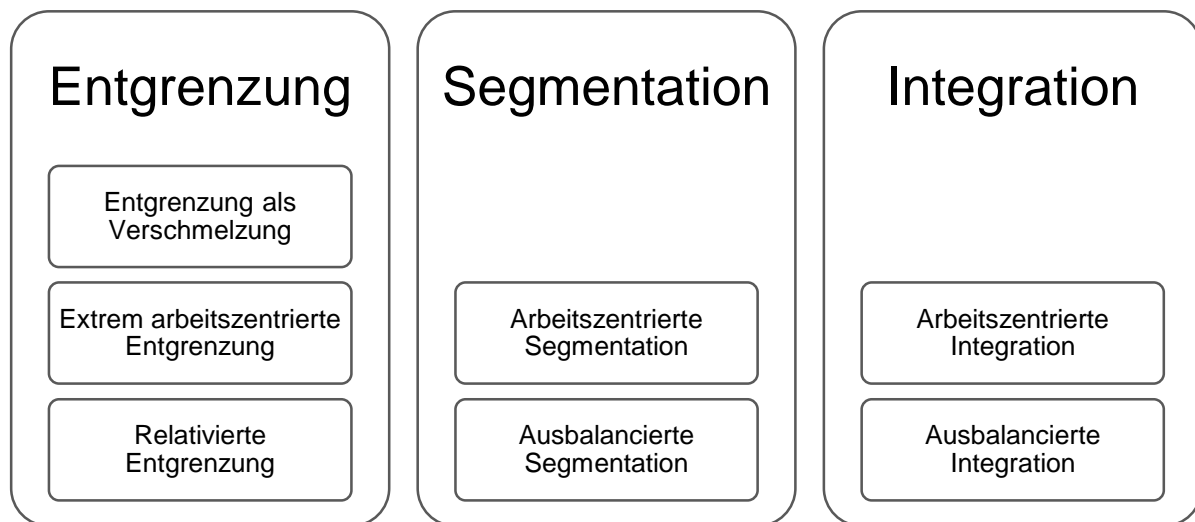 Entgrenzung
Entgrenzung als
Verschmelzung
Extrem arbeitszentrierte
Entgrenzung
Relativierte
Entgrenzung
Segmentation
Arbeitszentrierte
Segmentation
Ausbalancierte
Segmentation
Integration
Arbeitszentrierte
Integration
Ausbalancierte
Integration